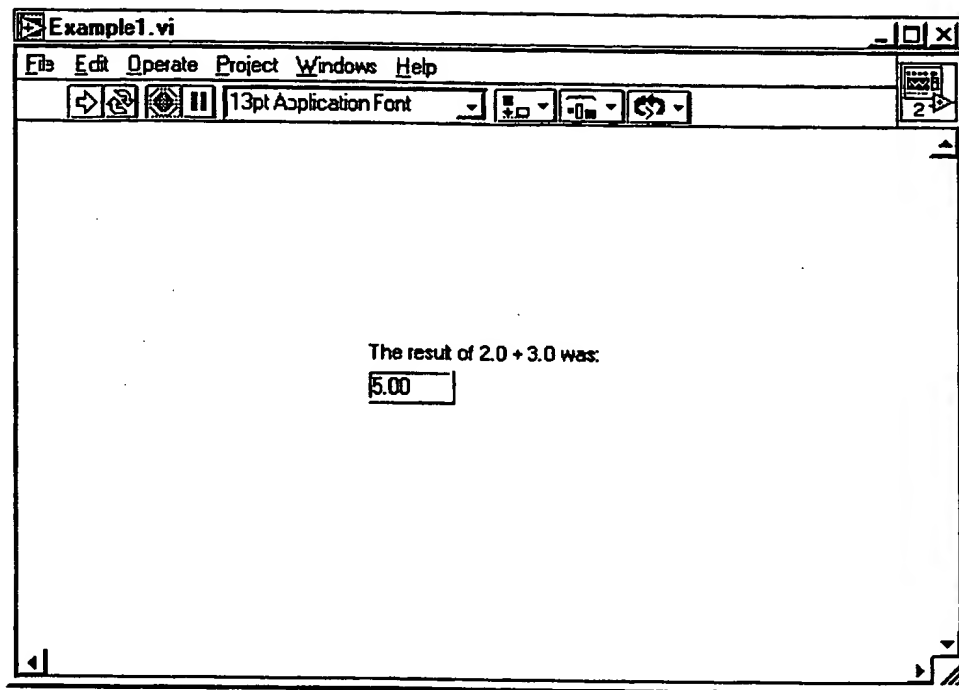 Example1.vi
File Edit Operate Project Windows Help
13pt Application Font
2
The result of 2.0 + 3.0 was:
5.00